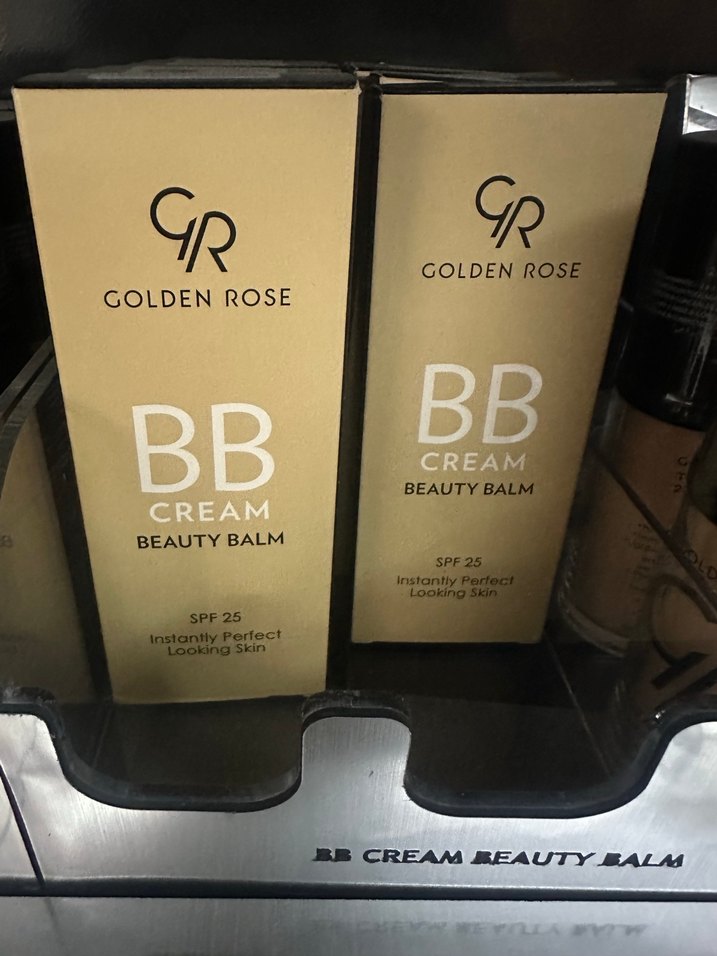 GR
GOLDEN ROSE
BB
CREAM
BEAUTY BALM
SPF 25
Instantly Perfect
Looking Skin
GR
GOLDEN ROSE
BB
CREAM
BEAUTY BALM
SPF 25
Instantly Perfect
Looking Skin
BB CREAM BEAUTY BALM